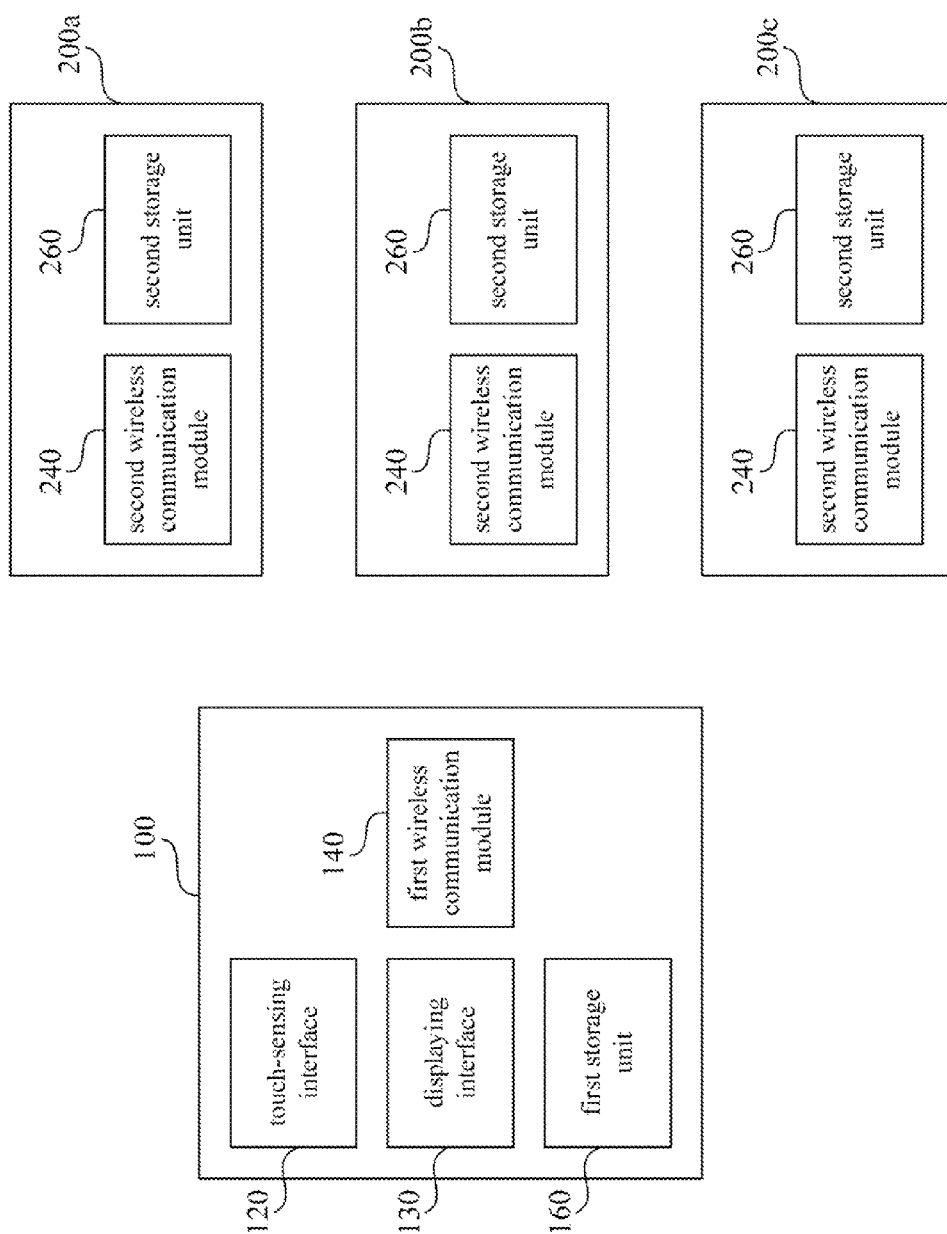 100
120
touch-sensing
interface
130
displaying
interface
160
first storage
unit
140
first wireless
communication
module
200a
240
second wireless
communication
module
260
second storage
unit
200b
240
second wireless
communication
module
260
second storage
unit
200c
240
second wireless
communication
module
260
second storage
unit